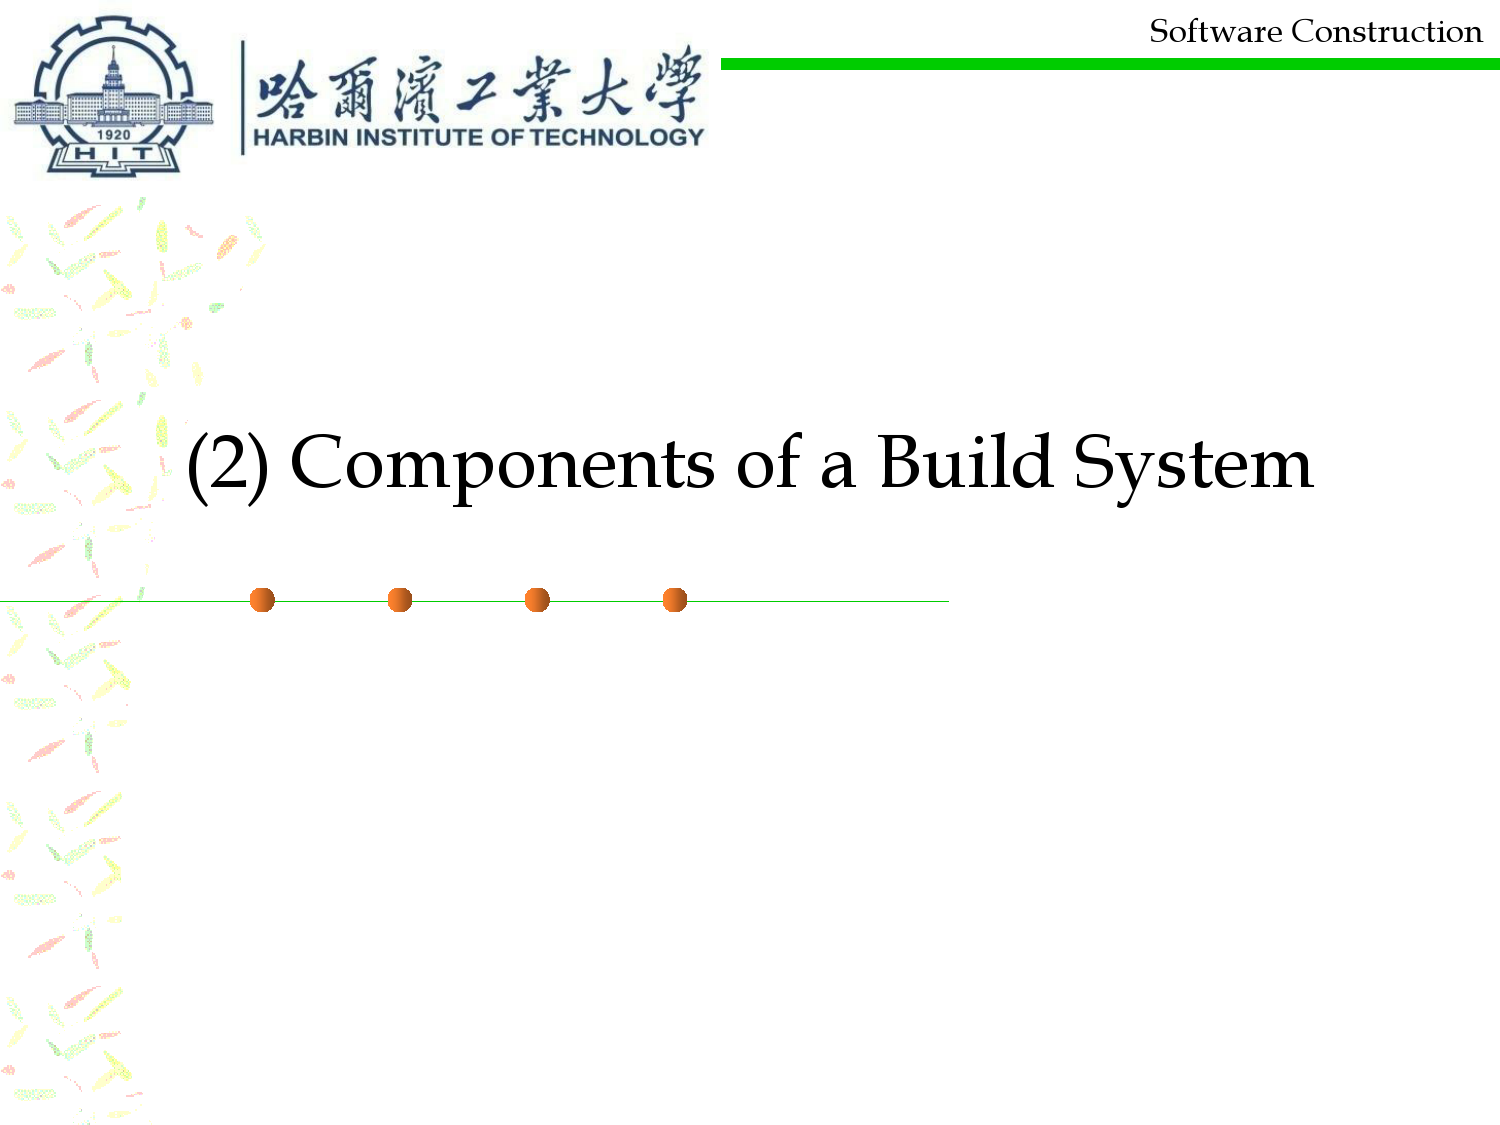 Software Construction
哈爾濱工業大學
HARBIN INSTITUTE OF TECHNOLOGY
1920
HIT
(2) Components of a Build System